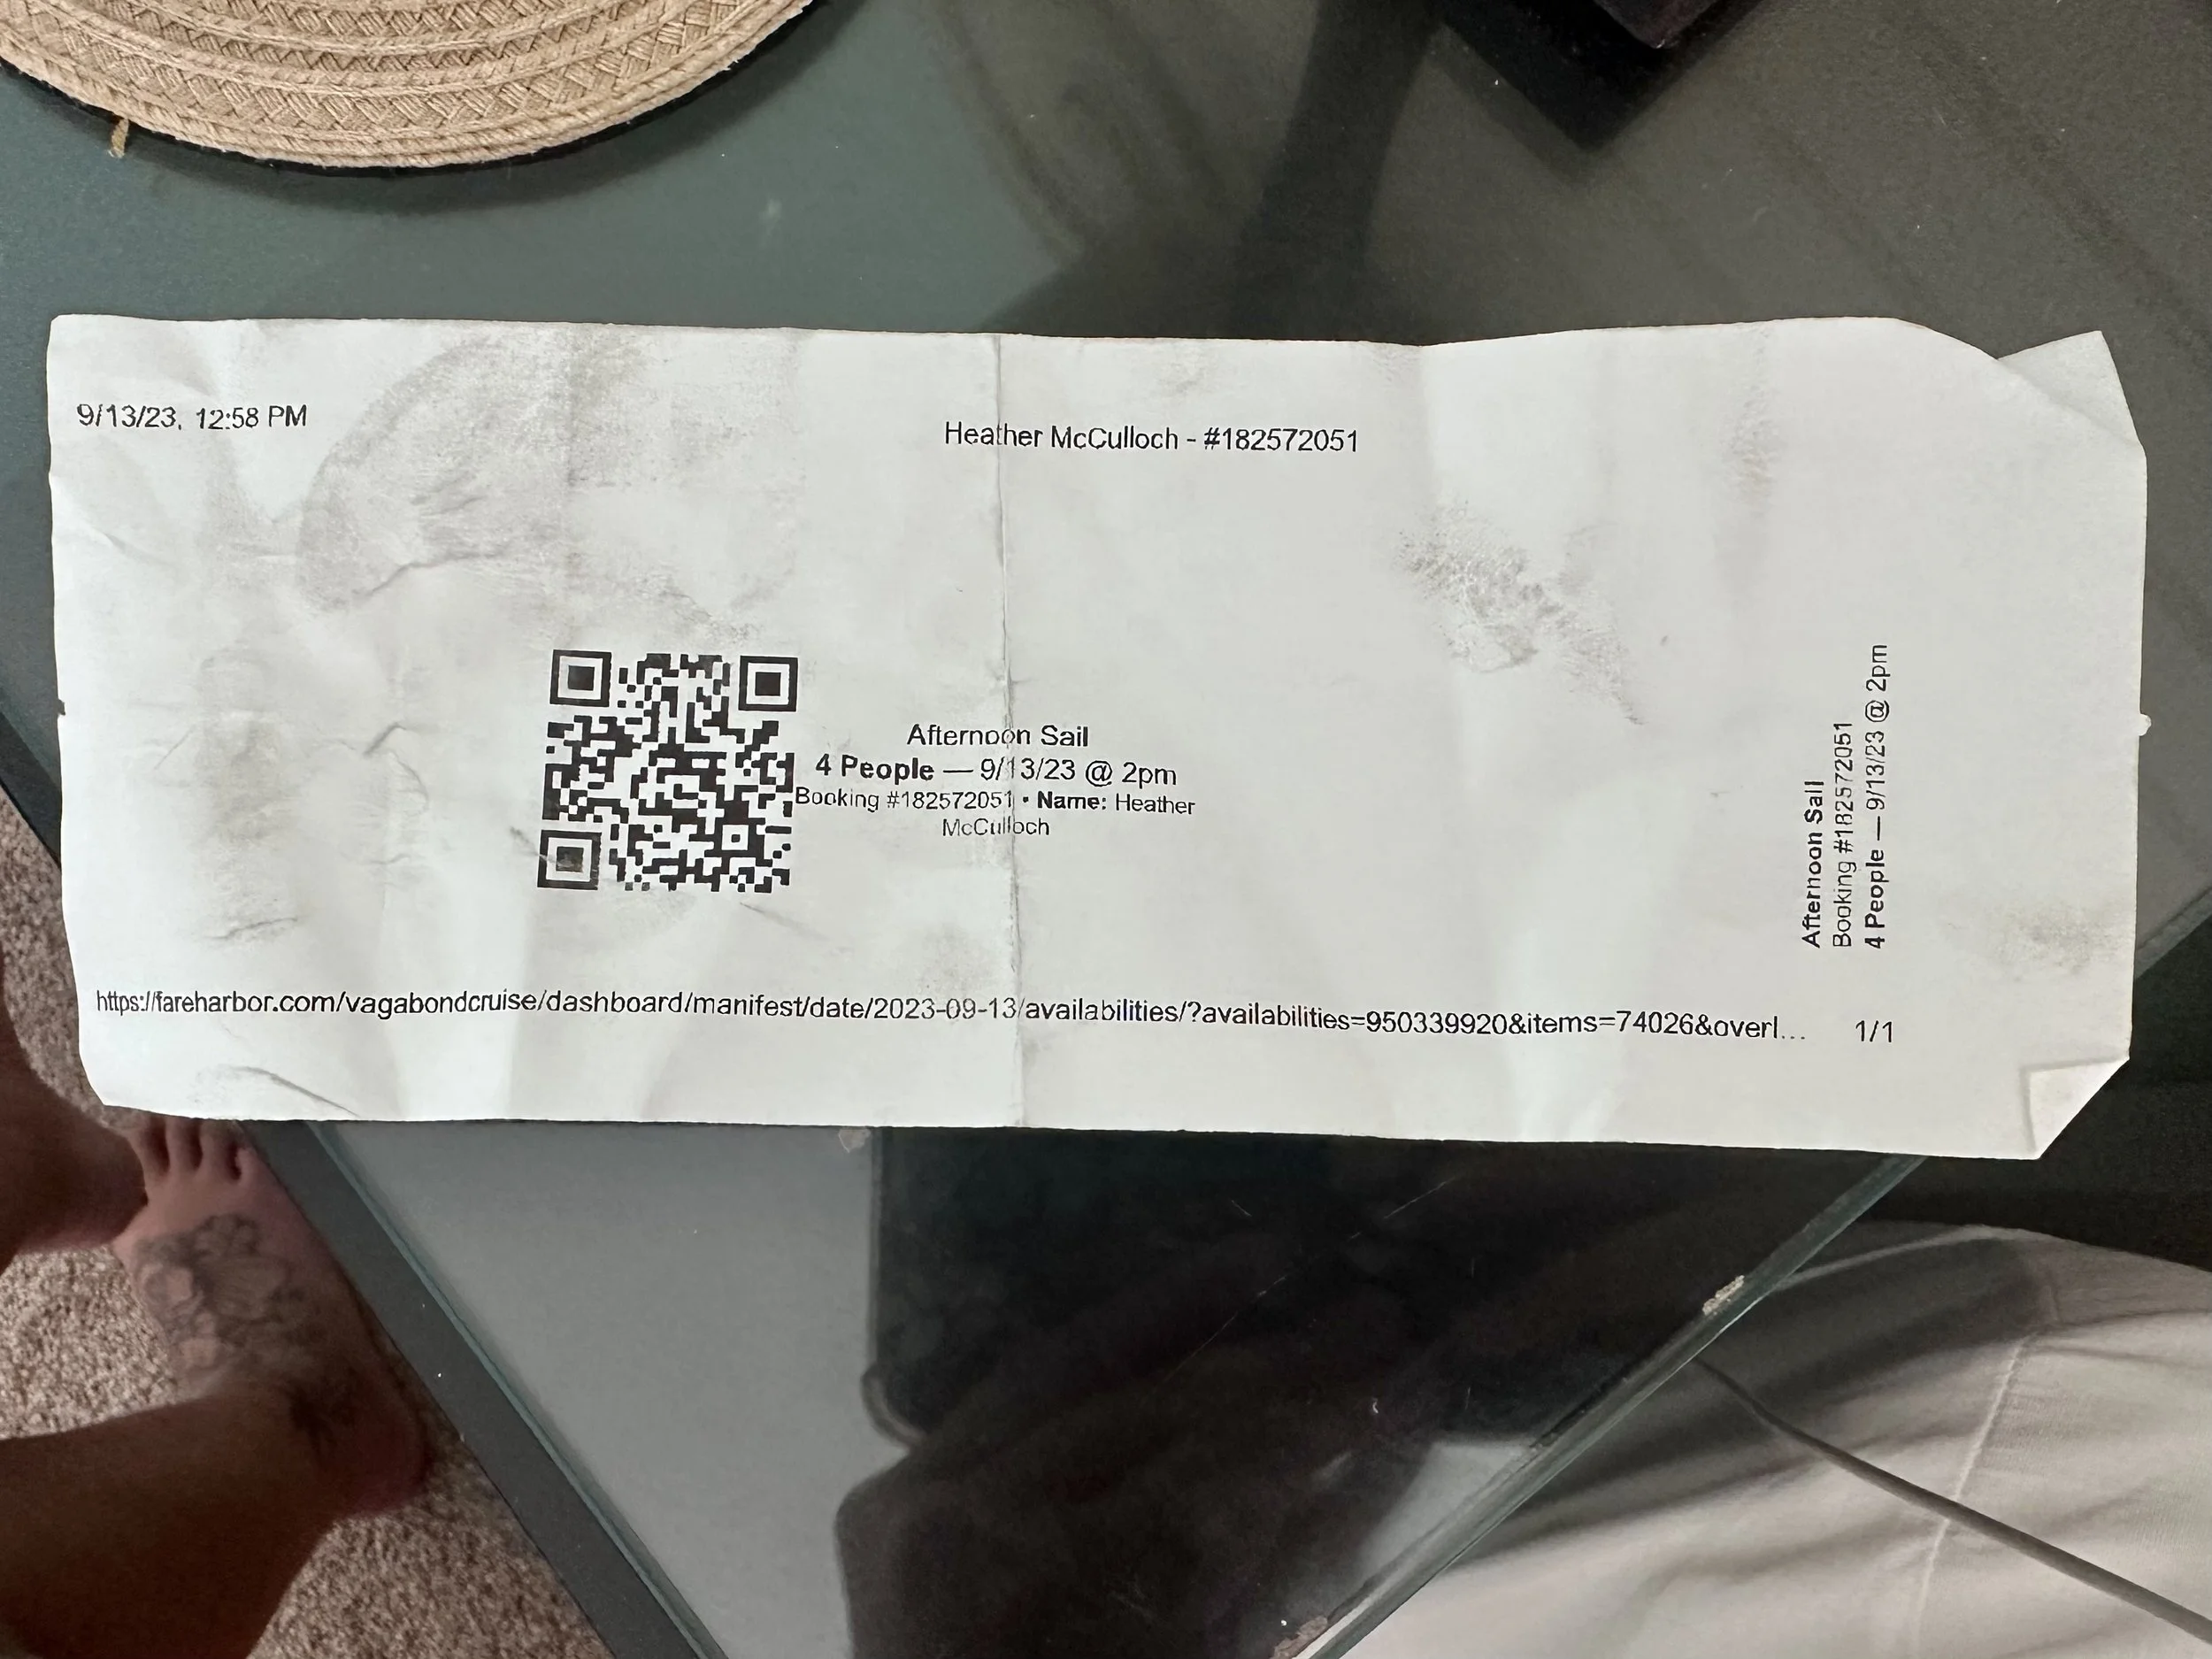 9/13/23, 12:58 PM
Heather McCulloch - #182572051
Afternoon Sail
4 People — 9/13/23 @ 2pm
Booking #182572051 • Name: Heather
McCulloch
Afternoon Sail
Booking #182572051
4 People — 9/13/23 @ 2pm
https://fareharbor.com/vagabondcruise/dashboard/manifest/date/2023-09-13/availabilities/?availabilities=950339920&items=74026&overl... 1/1